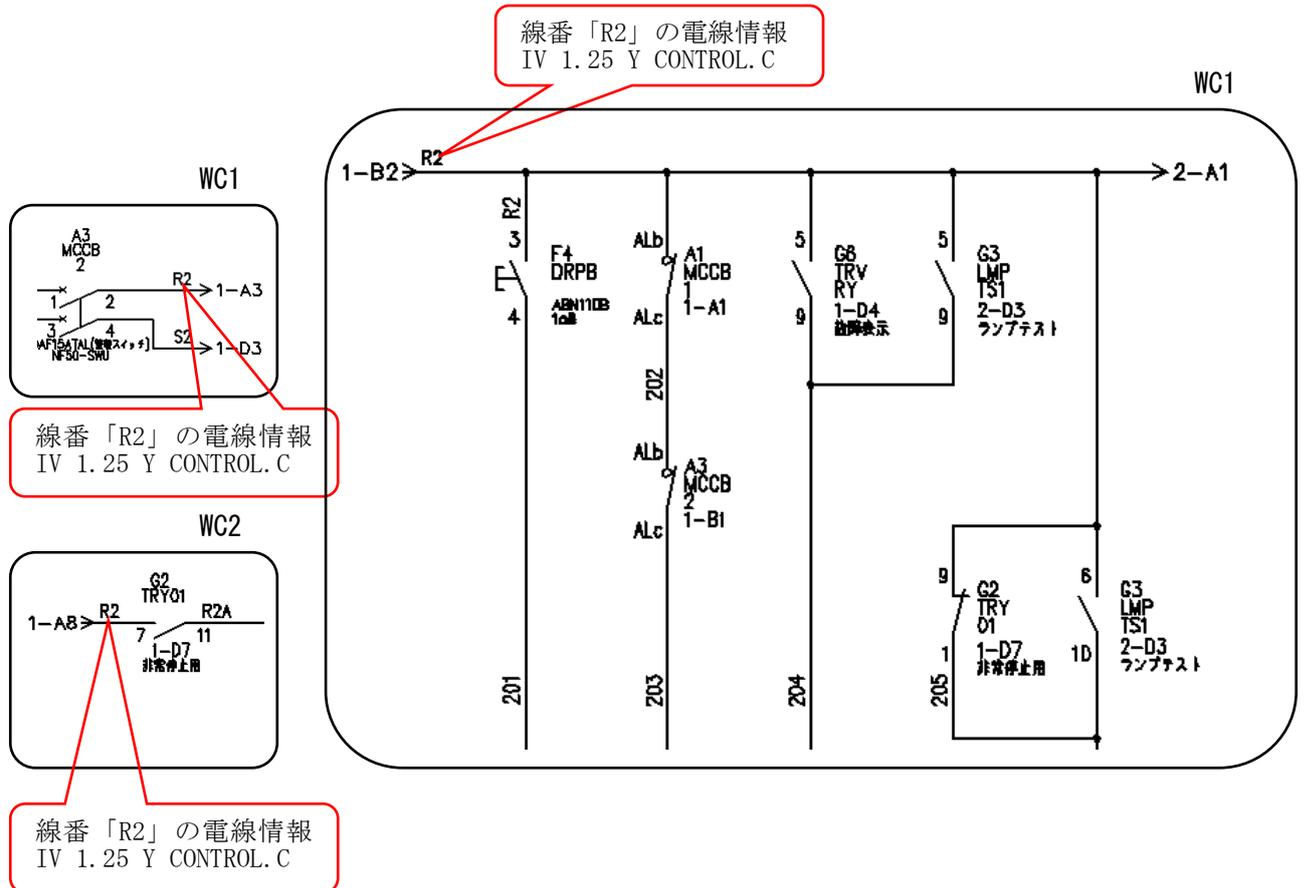 線番「R2」の電線情報
IV 1.25 Y CONTROL.C
WC1
1-B2
R2
2-A1
R2
3
F4
DRPB
4
ALb
A1
MCCB
1
1-A1
ALc
202
ALb
A3
MCCB
2
1-B1
ALc
5
G6
TRV
RY
1-D4
故障表示
9
5
G3
LMP
TS1
2-D3
ランプテスト
9
9
G2
TRY
01
1-D7
非常停止用
1
6
G3
LMP
TS1
2-D3
ランプテスト
10
201
203
204
205
WC1
A3
MCCB
2
R2
1-A3
1
2
3
4
S2
1-D3
NF50-SWU
線番「R2」の電線情報
IV 1.25 Y CONTROL.C
WC2
G2
TRY01
1-A8
R2
R2A
7
11
1-D7
非常停止用
線番「R2」の電線情報
IV 1.25 Y CONTROL.C